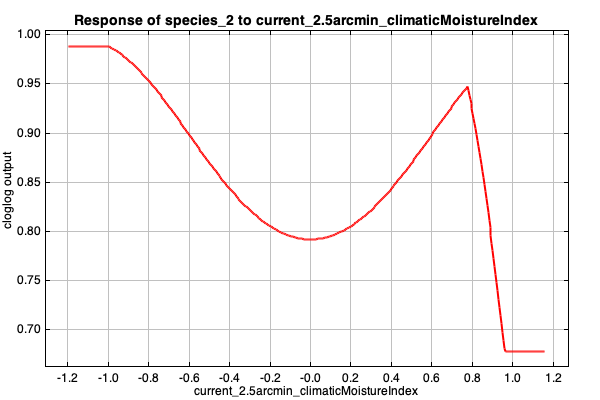 Response of species_2 to current_2.5arcmin_climaticMoistureIndex
1.00
0.95
0.90
0.85
0.80
0.75
0.70
cloglog output
-1.2 -1.0 -0.8 -0.6 -0.4 -0.2 -0.0 0.2 0.4 0.6 0.8 1.0 1.2
current_2.5arcmin_climaticMoistureIndex